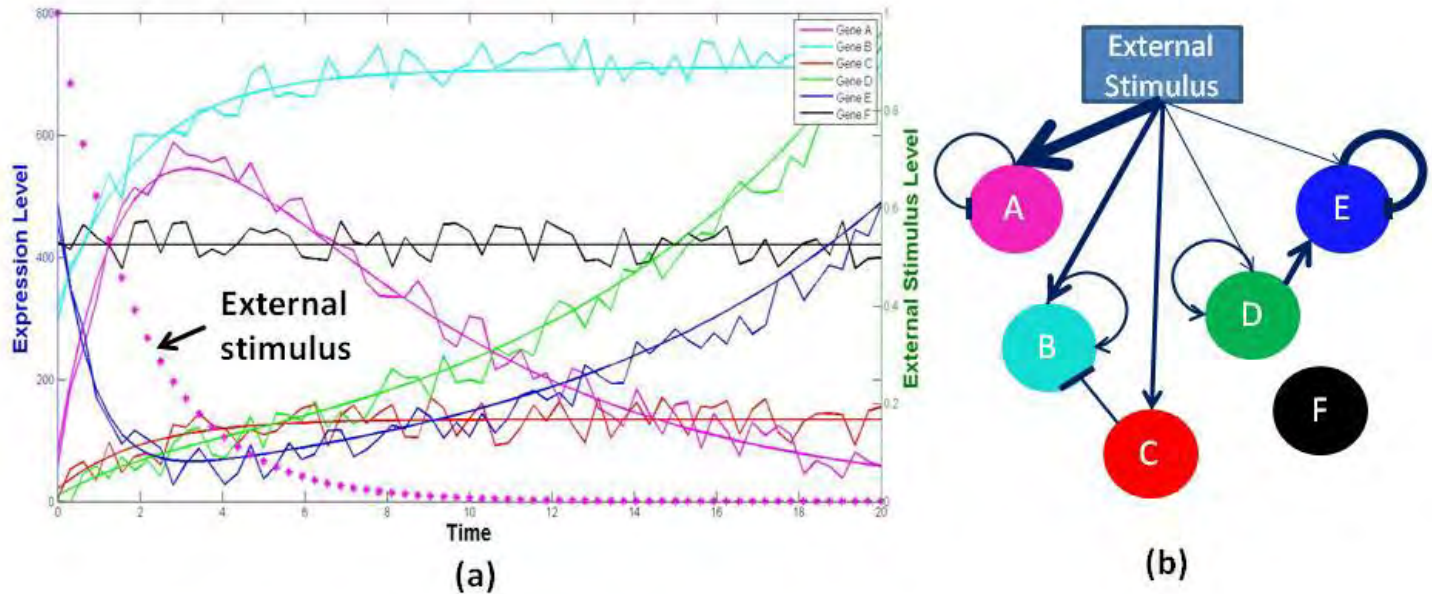 800
600
400
200
0
0
2
4
6
8
10
12
14
16
18
20
1
0.8
0.6
0.4
0.2
0
Expression Level
Time
External Stimulus Level
Gene A
Gene B
Gene C
Gene D
Gene E
Gene F
External
stimulus
(a)
External
Stimulus
A
E
D
B
F
C
(b)